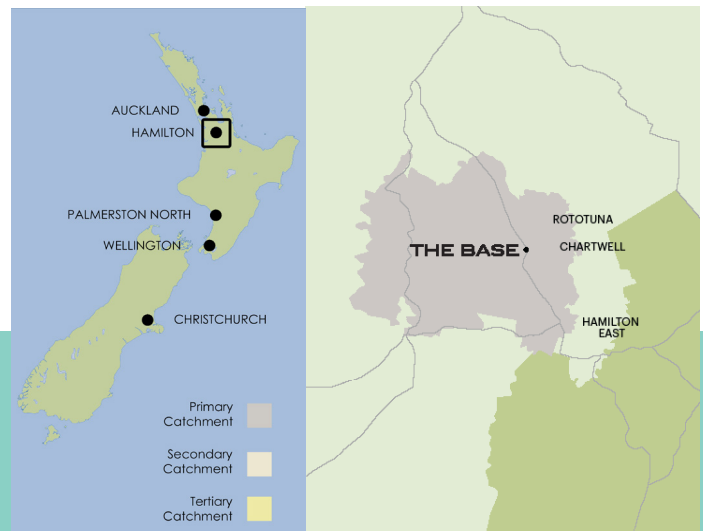 AUCKLAND
HAMILTON
PALMERSTON NORTH
WELLINGTON
CHRISTCHURCH
Primary
Catchment
Secondary
Catchment
Tertiary
Catchment
ROTOTUNA
THE BASE
CHARTWELL
HAMILTON
EAST